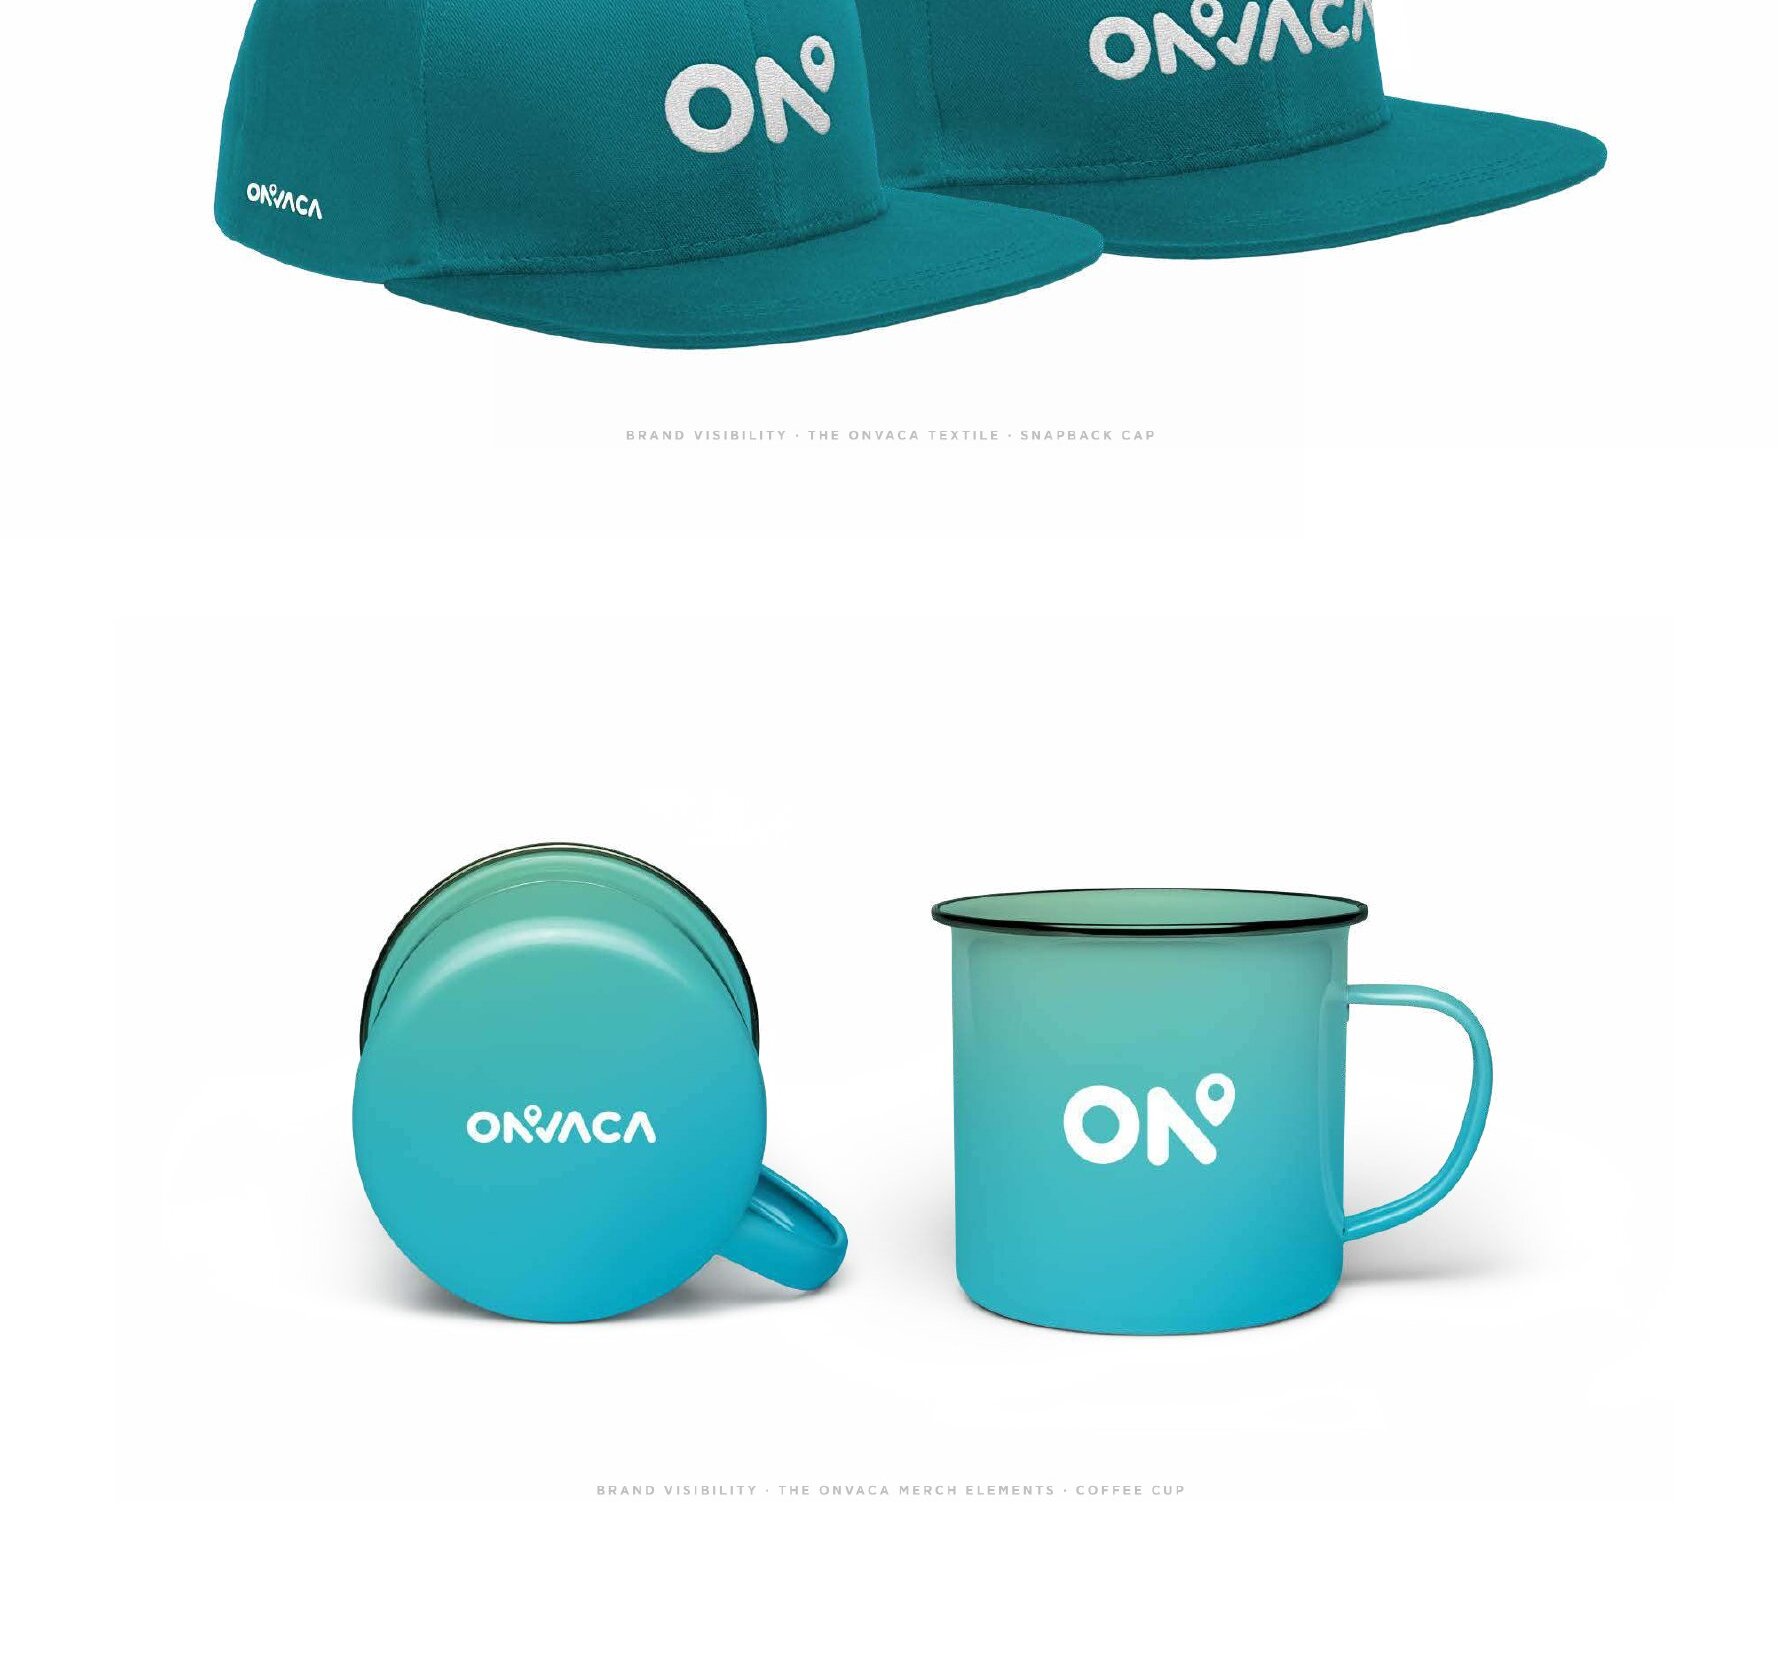 ON
ONVACA
ONVACA
BRAND VISIBILITY · THE ONVACA TEXTILE · SNAPBACK CAP
ONVACA
ON
BRAND VISIBILITY · THE ONVACA MERCH ELEMENTS · COFFEE CUP